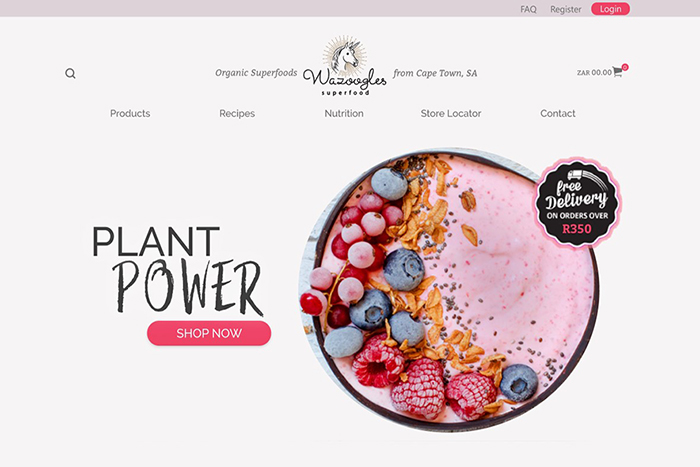 FAQ Register Login
Organic Superfoods Wazoogles from Cape Town, SA
superfood
ZAR 00.00 0
Products Recipes Nutrition Store Locator Contact
free
Delivery
ON ORDERS OVER
R350
PLANT
POWER
SHOP NOW